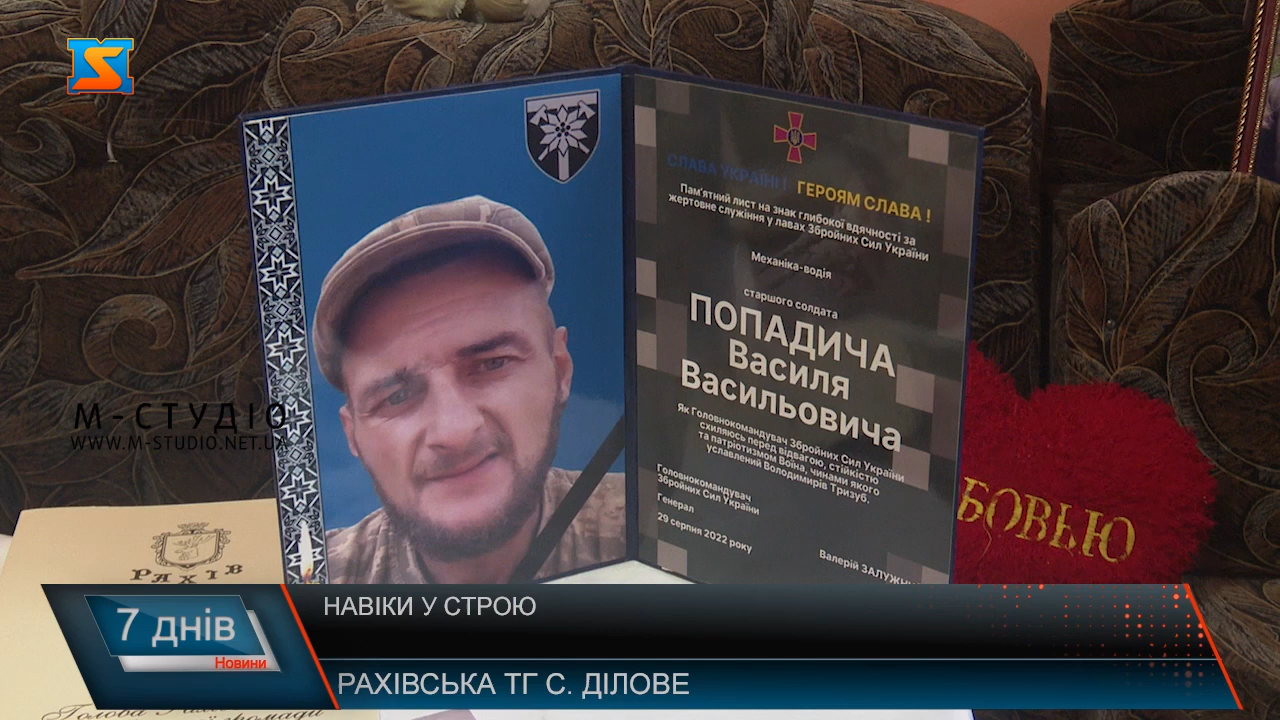 СЛАВА УКРАЇНІ ! ГЕРОЯМ СЛАВА !
Пам'ятний лист на знак глибокої вдячності за
жертовне служіння у лавах Збройних Сил України
Механіка-водія
старшого солдата
ПОПАДИЧА
Василя
Васильовича
Як Головнокомандувач Збройних Сил України
схиляюсь перед відвагою, стійкістю
та патріотизмом Воїна, чинами якого
уславлений Володимирів Тризуб.
Головнокомандувач
Збройних Сил України
Генерал
29 серпня 2022 року
Валерій
М-СТУДІО
WWW.M-STUDIO.NET.UA
БОВЬЮ
РАХІВ
Голова
громади
7 днів
Новини
НАВІКИ У СТРОЮ
РАХІВСЬКА ТГ С. ДІЛОВЕ